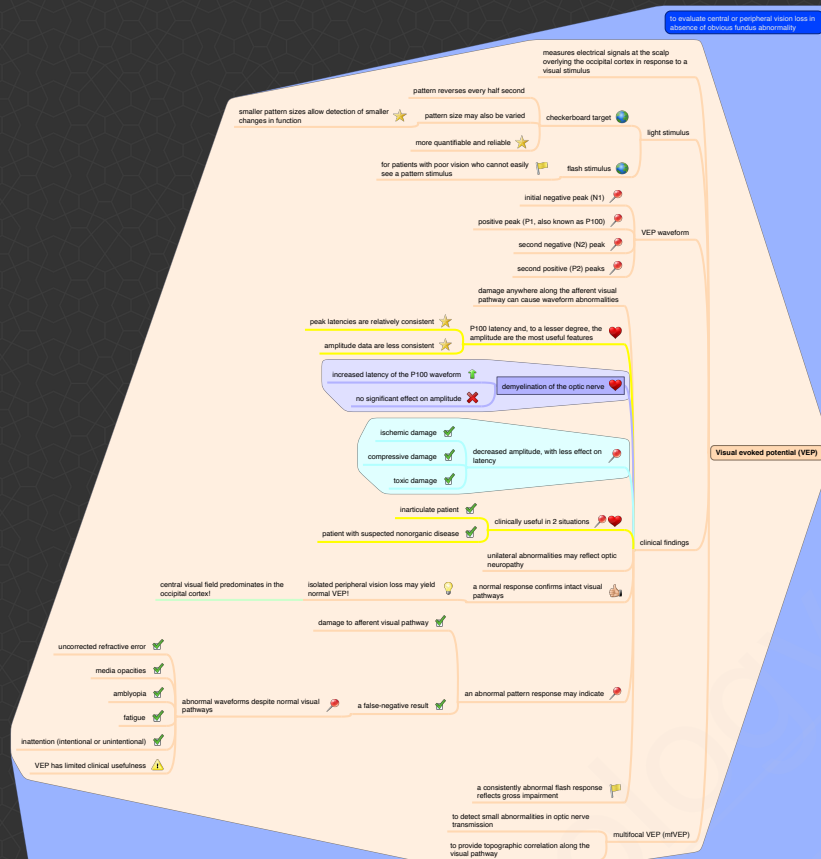 to evaluate central or peripheral vision loss in
absence of obvious fundus abnormality
measures electrical signals at the scalp
overlying the occipital cortex in response to a
visual stimulus
pattern reverses every half second
smaller pattern sizes allow detection of smaller
changes in function
pattern size may also be varied
checkerboard target
more quantifiable and reliable
light stimulus
for patients with poor vision who cannot easily
see a pattern stimulus
flash stimulus
initial negative peak (N1)
positive peak (P1, also known as P100)
VEP waveform
second negative (N2) peak
second positive (P2) peaks
damage anywhere along the afferent visual
pathway can cause waveform abnormalities
peak latencies are relatively consistent
P100 latency and, to a lesser degree, the
amplitude are the most useful features
amplitude data are less consistent
increased latency of the P100 waveform
demyelination of the optic nerve
no significant effect on amplitude
ischemic damage
compressive damage
decreased amplitude, with less effect on
latency
toxic damage
Visual evoked potential (VEP)
inarticulate patient
clinically useful in 2 situations
patient with suspected nonorganic disease
clinical findings
unilateral abnormalities may reflect optic
neuropathy
central visual field predominates in the
occipital cortex!
isolated peripheral vision loss may yield
normal VEP!
a normal response confirms intact visual
pathways
damage to afferent visual pathway
uncorrected refractive error
media opacities
amblyopia
an abnormal pattern response may indicate
abnormal waveforms despite normal visual
pathways
a false-negative result
fatigue
inattention (intentional or unintentional)
VEP has limited clinical usefulness
a consistently abnormal flash response
reflects gross impairment
to detect small abnormalities in optic nerve
transmission
multifocal VEP (mfVEP)
to provide topographic correlation along the
visual pathway